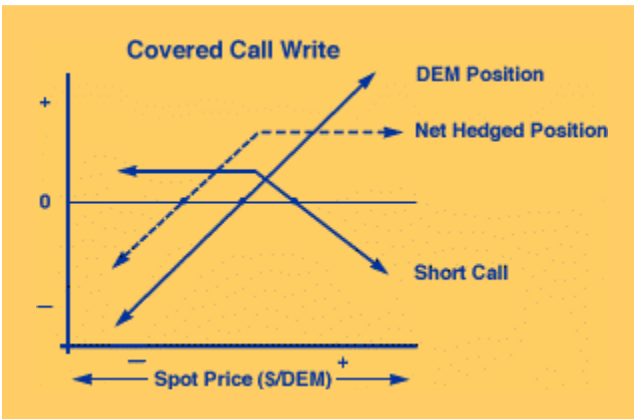 Covered Call Write
DEM Position
+
Net Hedged Position
0
Short Call
—
— +
Spot Price ($/DEM)